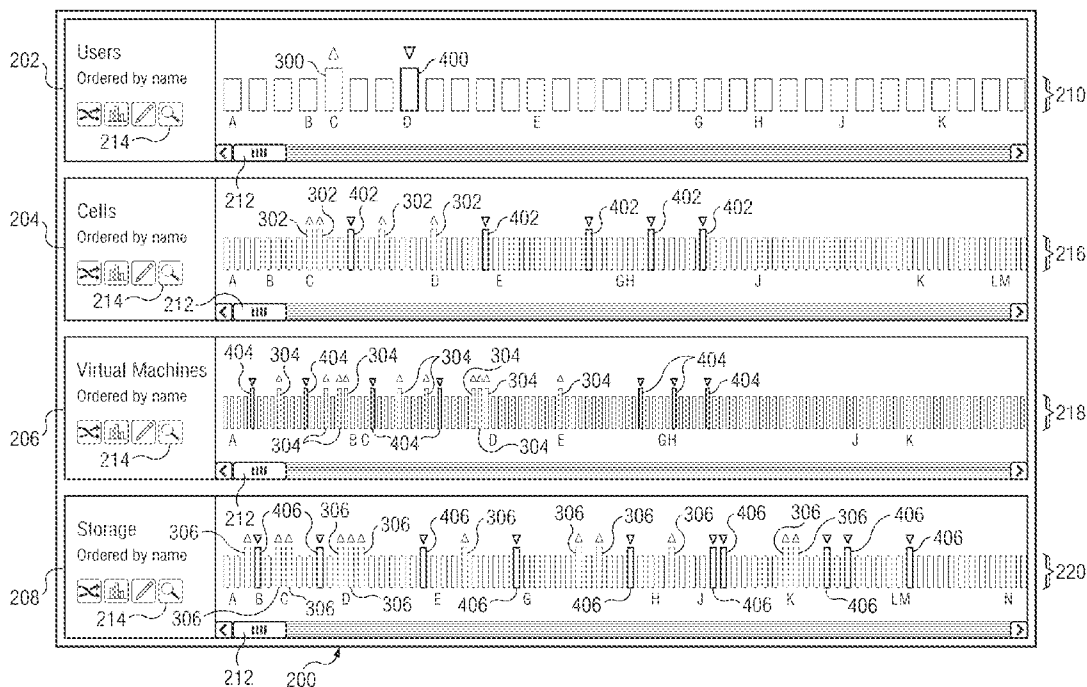 Users
Ordered by name
202
214
300
400
A B C D E G H J K
210
212
Cells
Ordered by name
204
214
212
302 302 402 302 302 402 402 402 402
A B C D E GH J K LM
216
Virtual Machines
Ordered by name
206
214
404 304 404 304 304 304 304 404 404
A B C D E GH J K
304 404 304
218
212
Storage
Ordered by name
208
214
306 406 306 306 406 306 306 306 306 406 306 306 406 406
A B C D E G H J K LM N
306 306 306 406 406 406 406
220
212
200